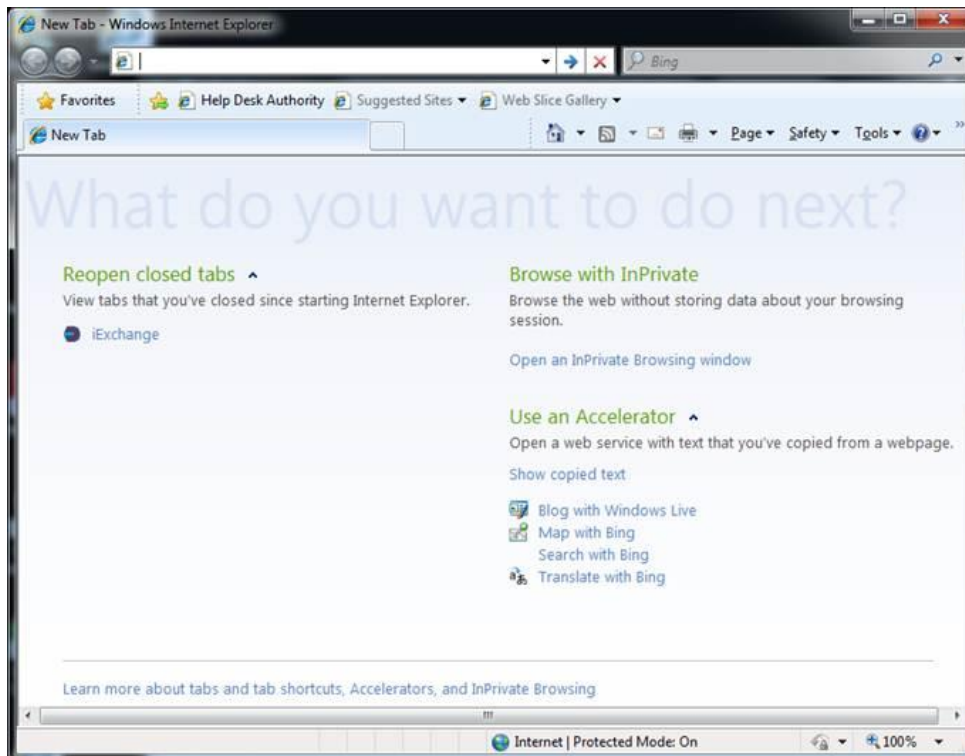 New Tab - Windows Internet Explorer
Bing
Favorites Help Desk Authority Suggested Sites Web Slice Gallery
New Tab Page Safety Tools
What do you want to do next?
Reopen closed tabs
View tabs that you've closed since starting Internet Explorer.
iExchange
Browse with InPrivate
Browse the web without storing data about your browsing
session.
Open an InPrivate Browsing window
Use an Accelerator
Open a web service with text that you've copied from a webpage.
Show copied text
Blog with Windows Live
Map with Bing
Search with Bing
Translate with Bing
Learn more about tabs and tab shortcuts, Accelerators, and InPrivate Browsing
Internet | Protected Mode: On 100%